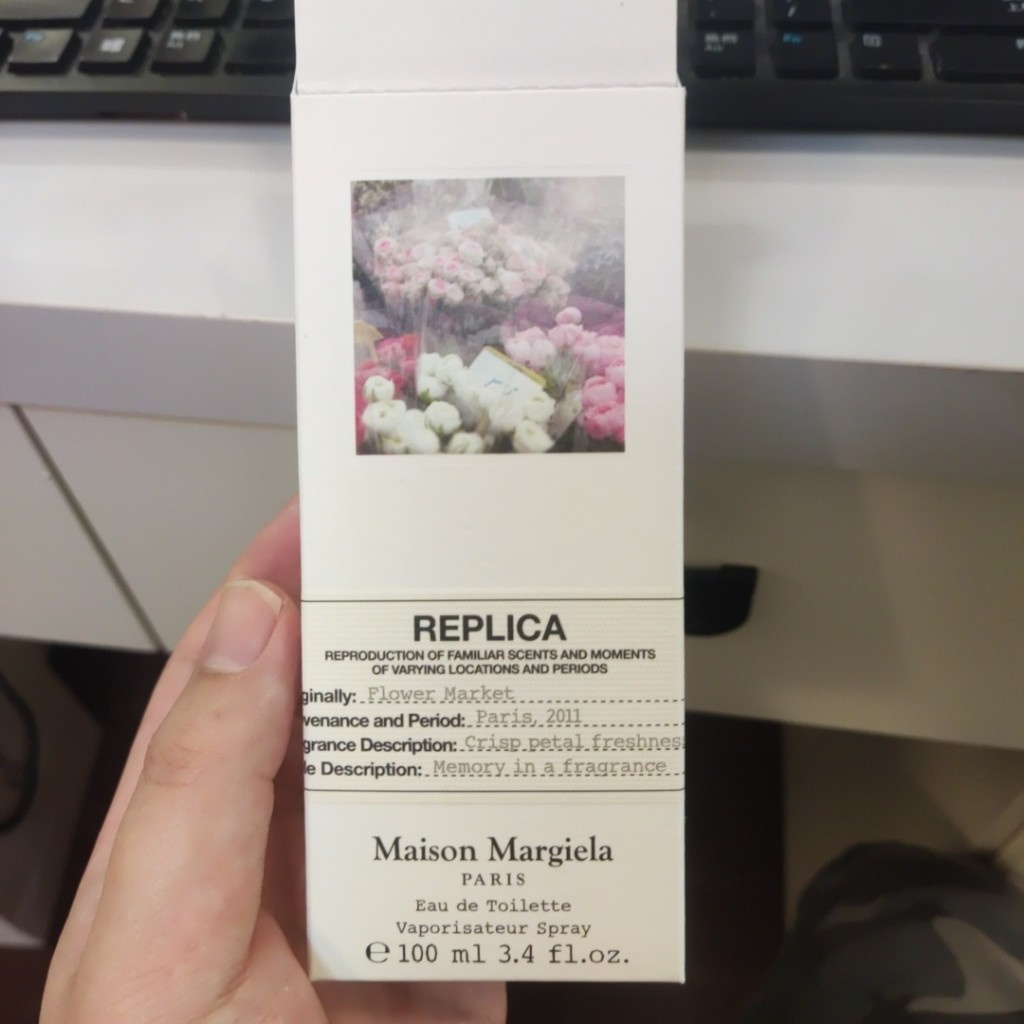 REPLICA
REPRODUCTION OF FAMILIAR SCENTS AND MOMENTS
OF VARYING LOCATIONS AND PERIODS
ginally: Flower Market
venance and Period: Paris, 2011
grance Description: Crisp petal freshnes
le Description: Memory in a fragrance
Maison Margiela
PARIS
Eau de Toilette
Vaporisateur Spray
℮ 100 ml 3.4 fl.oz.